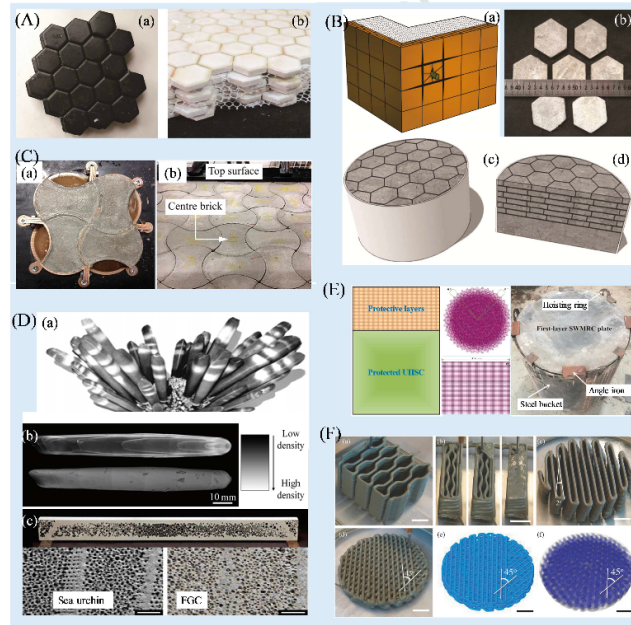 (A)
(a)
(b)
(B)
(a)
(b)
(c)
(d)
(C)
(a)
(b)
Top surface
Centre brick
(D)
(a)
(b)
Low
density
High
density
10 mm
(c)
Sea urchin
FGC
(E)
Protective layers
Protected UHSC
Hoisting ring
First-layer SWMRC plate
Angle iron
Steel bucket
(F)
(a)
(b)
(c)
(d)
45°
(e)
45°
(f)
45°